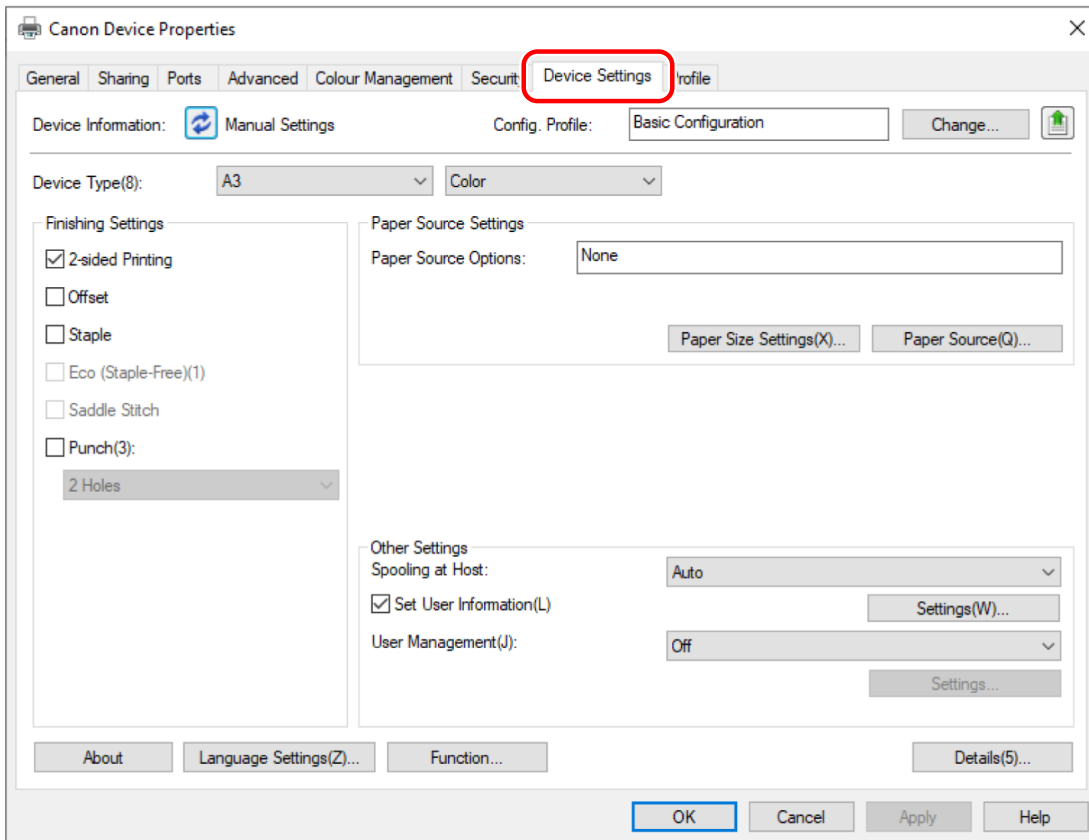 Canon Device Properties
General Sharing Ports Advanced Colour Management Security Device Settings Profile
Device Information: Manual Settings Config. Profile: Basic Configuration Change...
Device Type(8): A3 Color
Finishing Settings
2-sided Printing
Offset
Staple
Eco (Staple-Free)(1)
Saddle Stitch
Punch(3):
2 Holes
Paper Source Settings
Paper Source Options: None
Paper Size Settings(X)... Paper Source(Q)...
Other Settings
Spooling at Host: Auto
Set User Information(L) Settings(W)...
User Management(J): Off
Settings...
About Language Settings(Z)... Function... Details(5)...
OK Cancel Apply Help